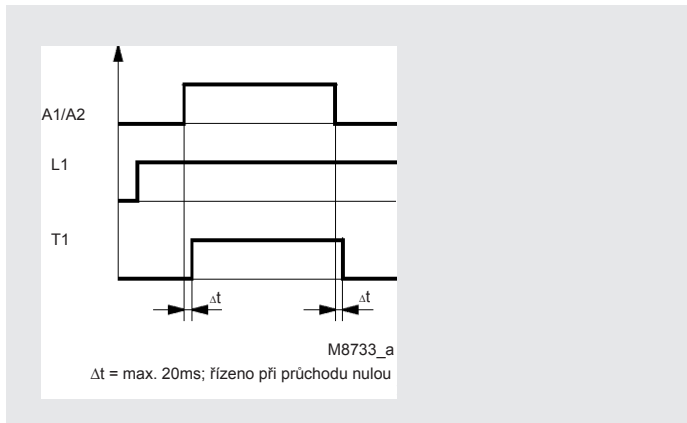 A1/A2
L1
T1
Δt Δt
M8733_a
Δt = max. 20ms; řízeno při průchodu nulou